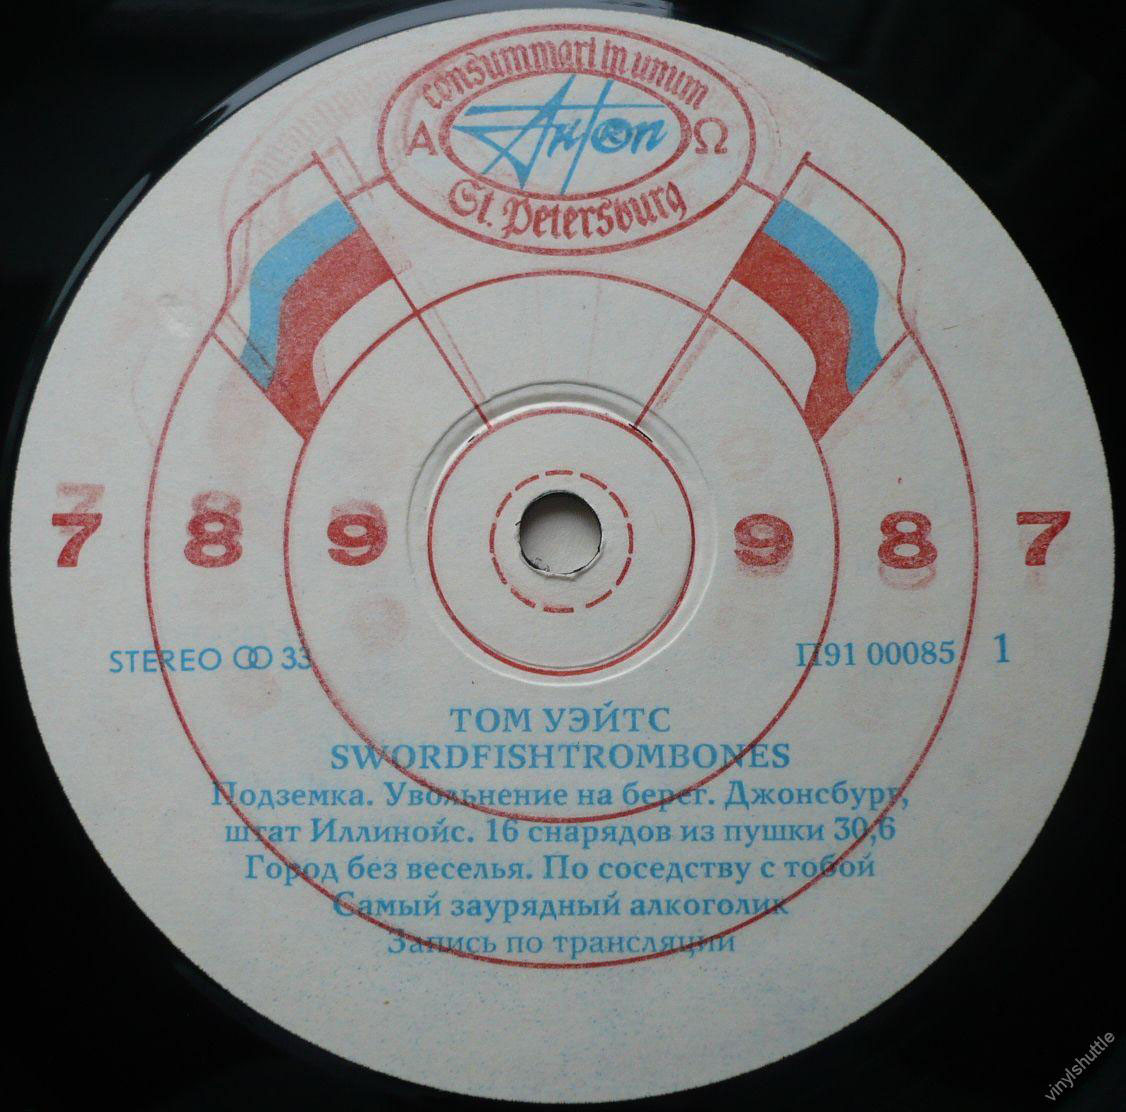 consummari in unum
Α AnTon Ω
St. Petersburg
7 8 9 9 8 7
STEREO 33
П91 00085 1
ТОМ УЭЙТС
SWORDFISHTROMBONES
Подземка. Увольнение на берег. Джонсбург,
штат Иллинойс. 16 снарядов из пушки 30,6
Город без веселья. По соседству с тобой
Самый заурядный алкоголик
Запись по трансляции
vinylshuttle